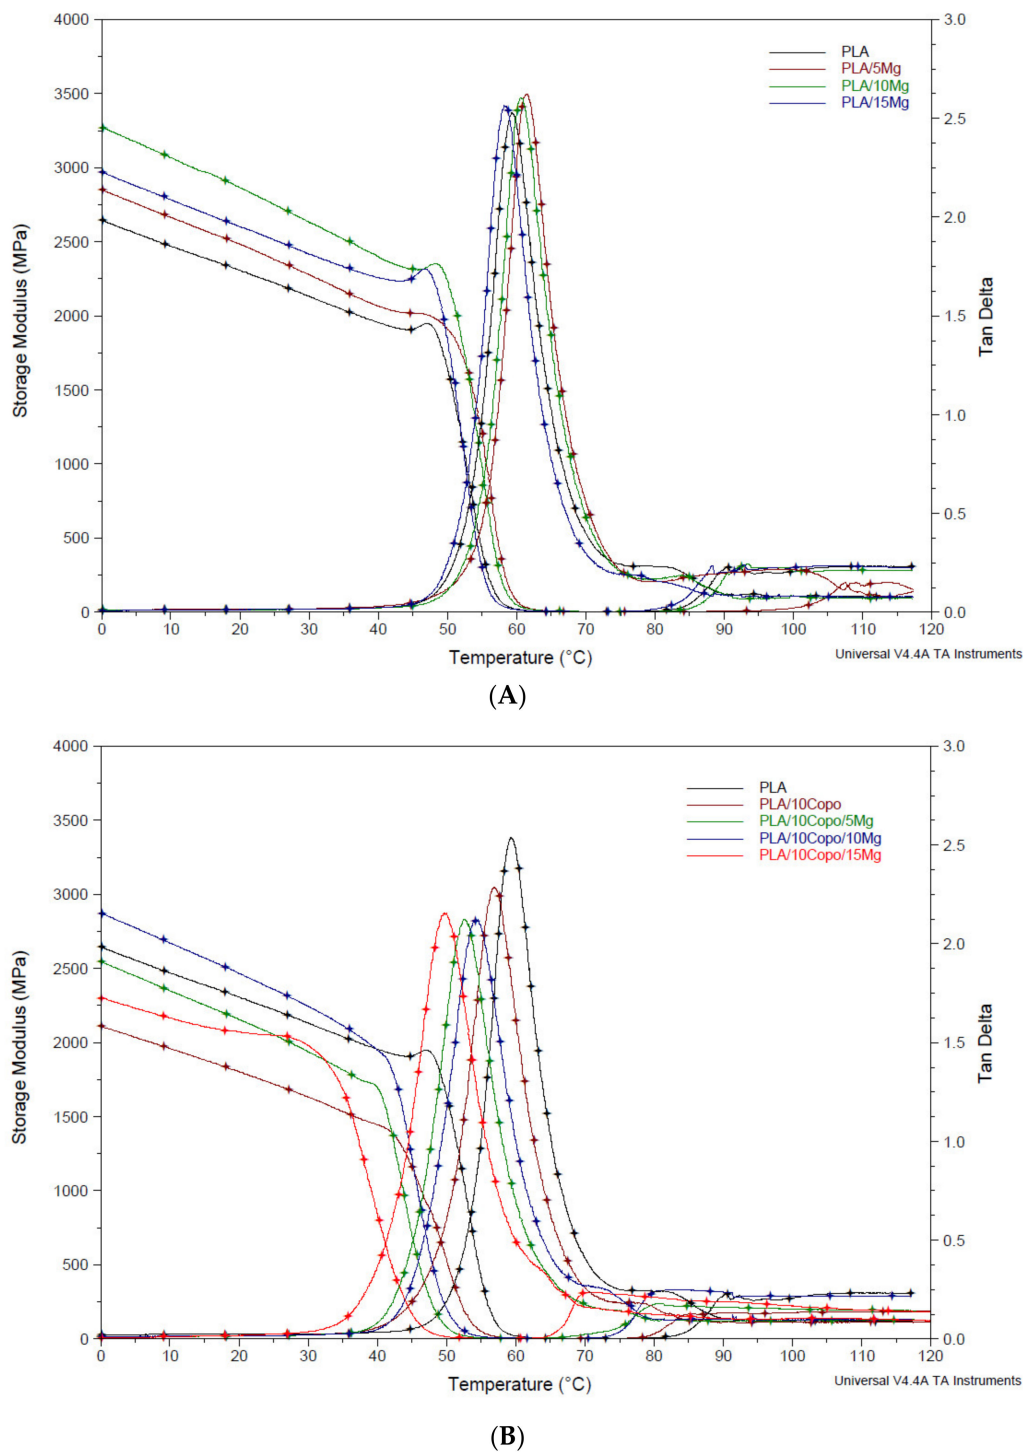 4000
3500
3000
2500
2000
1500
1000
500
0
Storage Modulus (MPa)
3.0
2.5
2.0
1.5
1.0
0.5
0.0
Tan Delta
PLA
PLA/5Mg
PLA/10Mg
PLA/15Mg
0 10 20 30 40 50 60 70 80 90 100 110 120
Temperature (°C)
Universal V4.4A TA Instruments
(A)
4000
3500
3000
2500
2000
1500
1000
500
0
Storage Modulus (MPa)
3.0
2.5
2.0
1.5
1.0
0.5
0.0
Tan Delta
PLA
PLA/10Copo
PLA/10Copo/5Mg
PLA/10Copo/10Mg
PLA/10Copo/15Mg
0 10 20 30 40 50 60 70 80 90 100 110 120
Temperature (°C)
Universal V4.4A TA Instruments
(B)